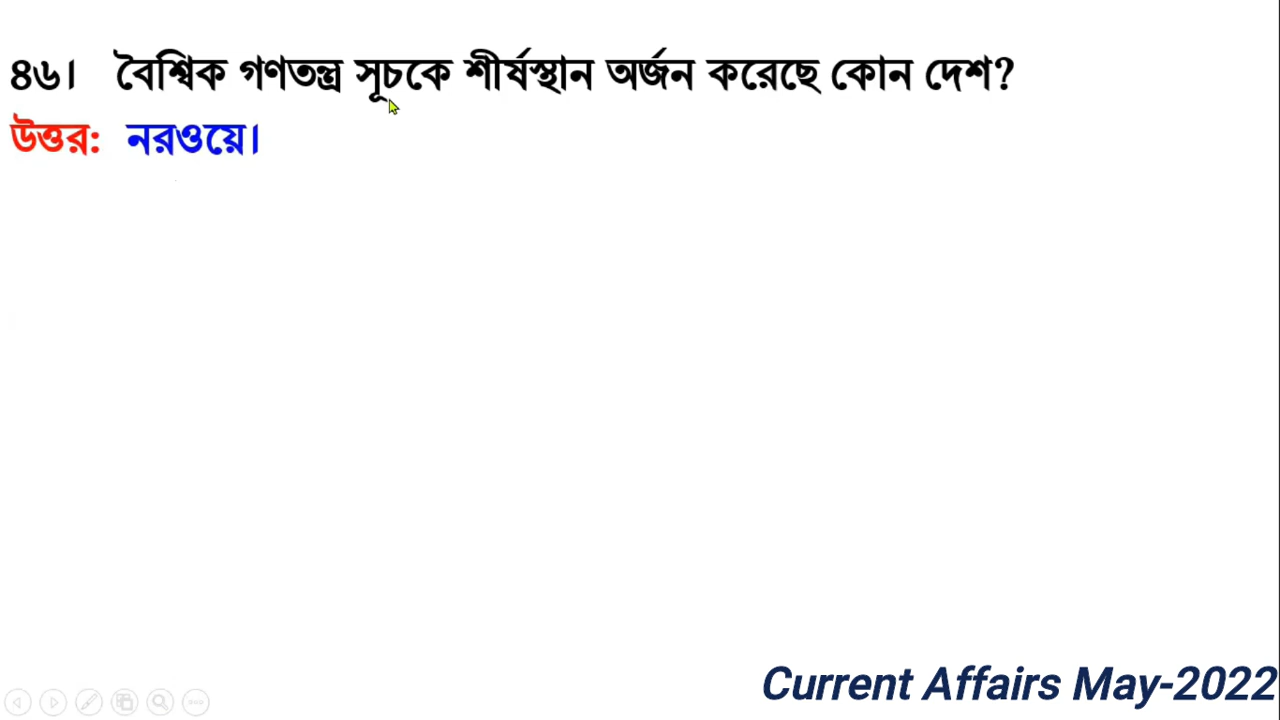 ৪৬। বৈশ্বিক গণতন্ত্র সূচকে শীর্ষস্থান অর্জন করেছে কোন দেশ?
উত্তর: নরওয়ে।
Current Affairs May-2022